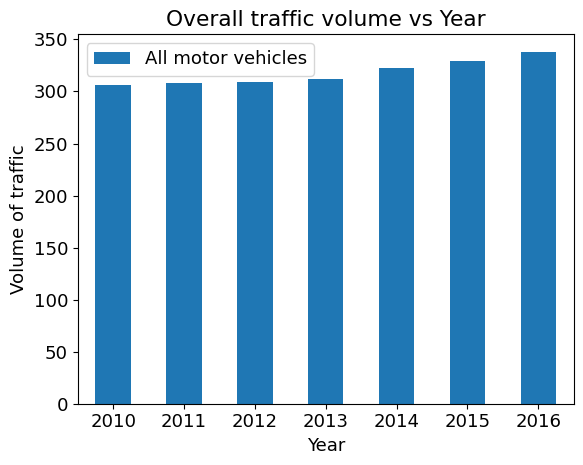 Overall traffic volume vs Year
All motor vehicles
Volume of traffic
350
300
250
200
150
100
50
0
2010 2011 2012 2013 2014 2015 2016
Year